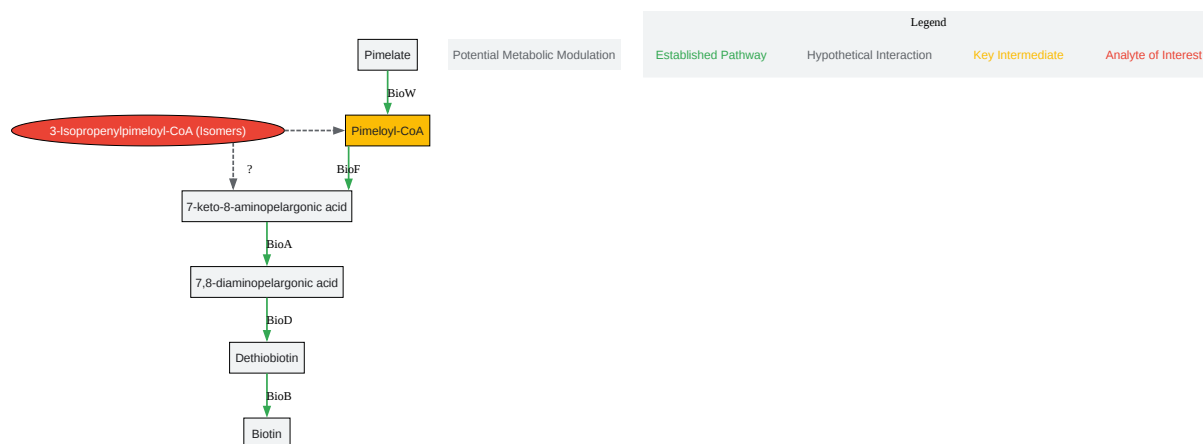 Legend
Pimelate
Potential Metabolic Modulation
Established Pathway
Hypothetical Interaction
Key Intermediate
Analyte of Interest
BioW
3-Isopropenylpimeloyl-CoA (Isomers)
Pimeloyl-CoA
?
BioF
7-keto-8-aminopelargonic acid
BioA
7,8-diaminopelargonic acid
BioD
Dethiobiotin
BioB
Biotin